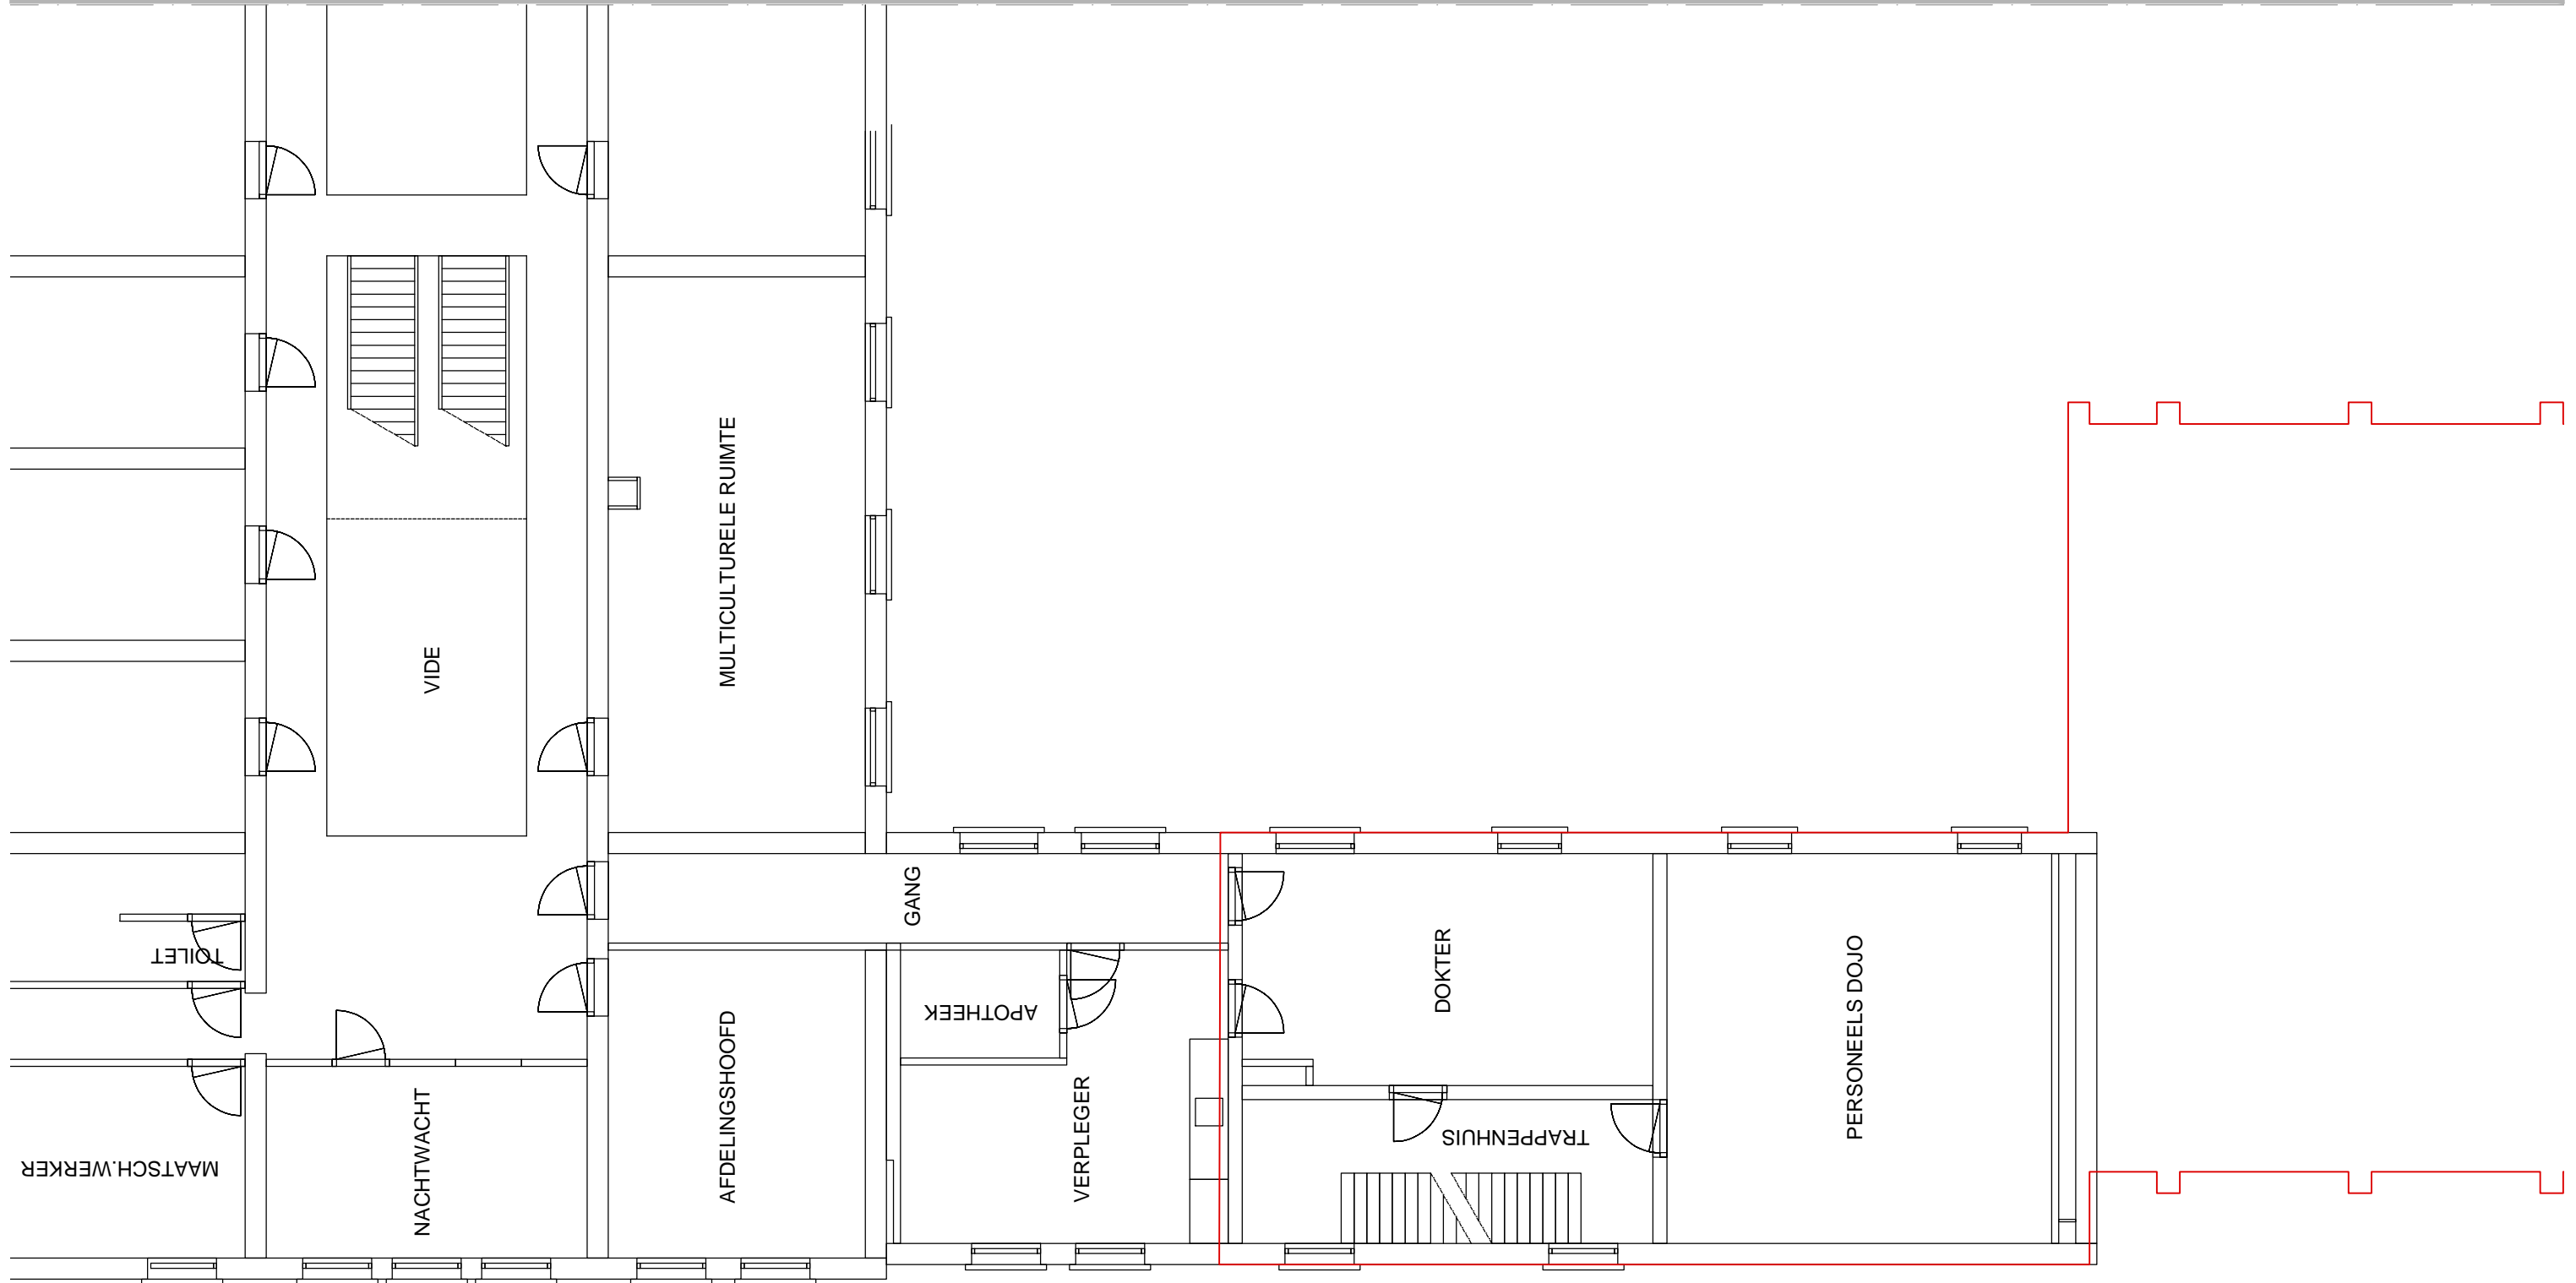 MULTICULTURELE RUIMTE
VIDE
GANG
TOILET
DOKTER
PERSONEELS DOJO
APOTHEEK
AFDELINGSHOOFD
VERPLEGER
TRAPPENHUIS
NACHTWACHT
MAATSCH.WERKER